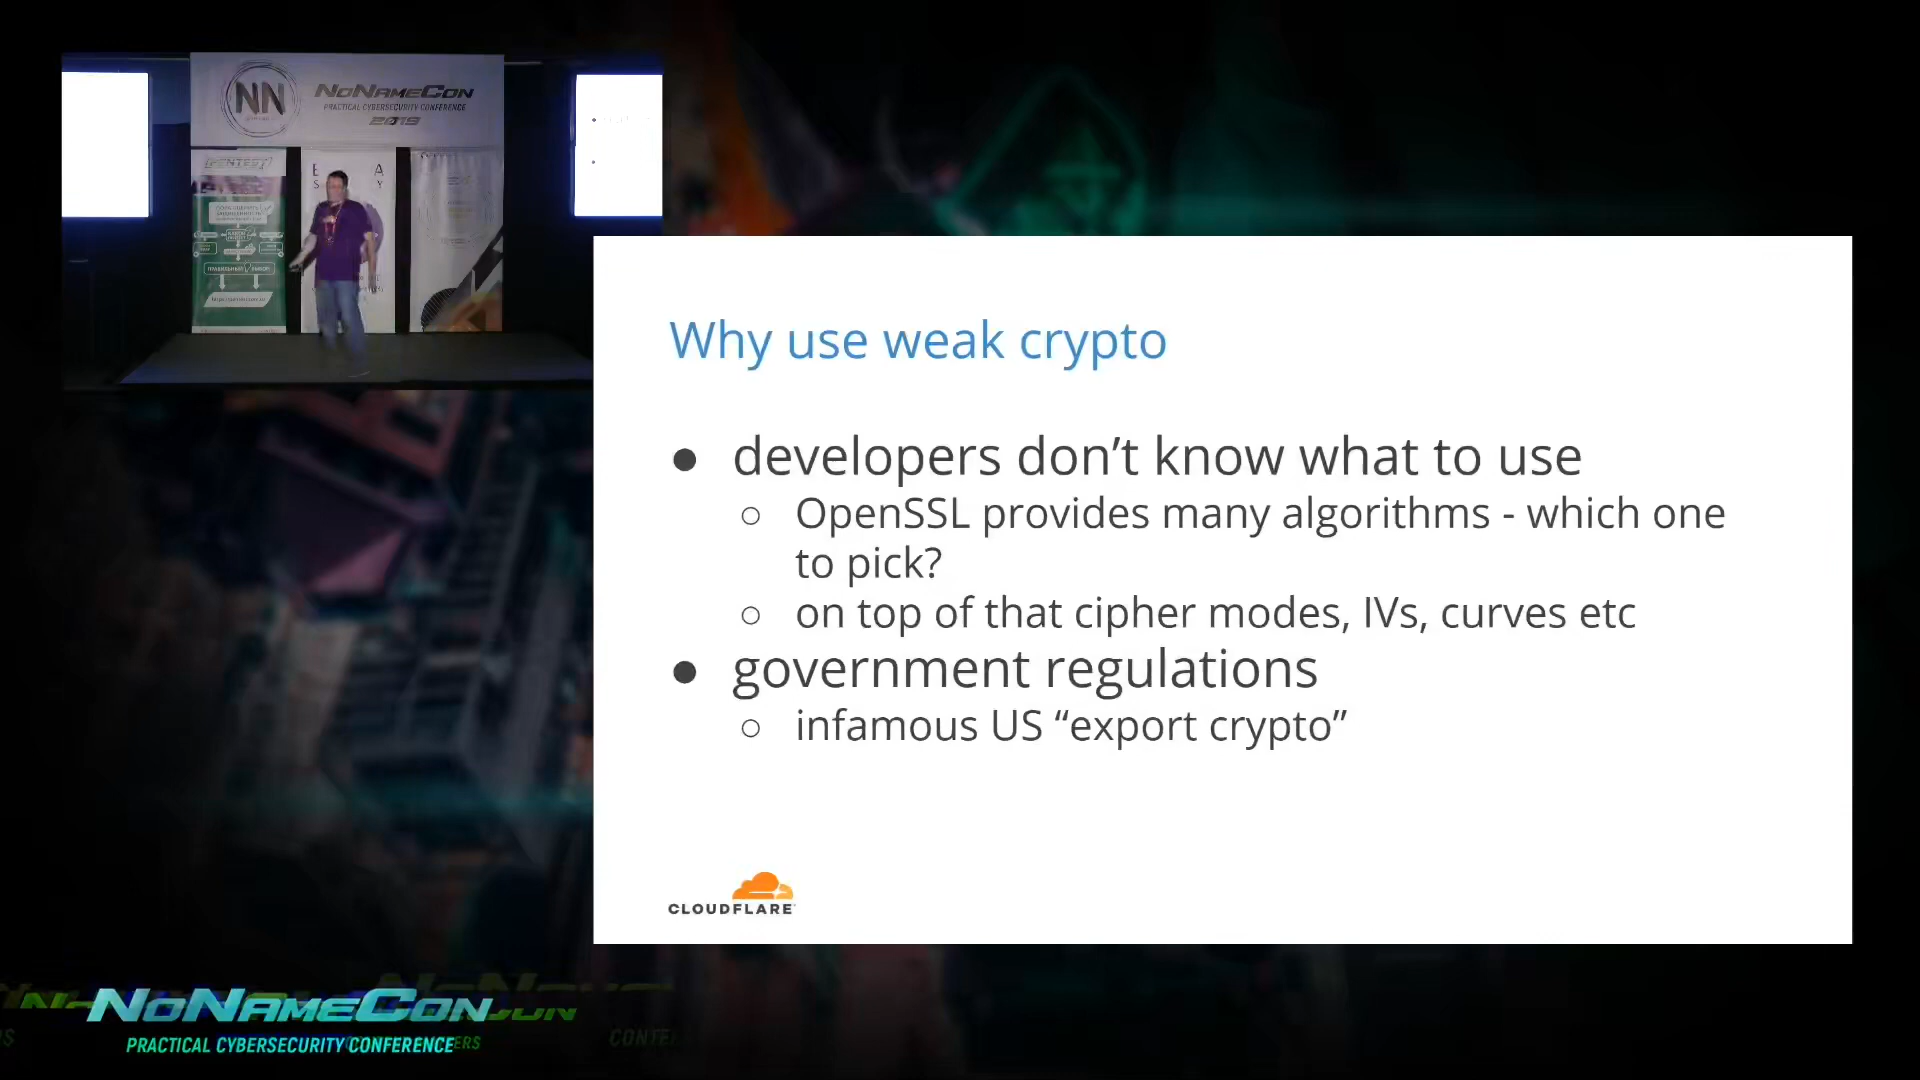 NN
NoNameCon
PRACTICAL CYBERSECURITY CONFERENCE
2019
PENTEST
Why use weak crypto
● developers don’t know what to use
○ OpenSSL provides many algorithms - which one
to pick?
○ on top of that cipher modes, IVs, curves etc
● government regulations
○ infamous US “export crypto”
CLOUDFLARE
NoNameCon
PRACTICAL CYBERSECURITY CONFERENCE